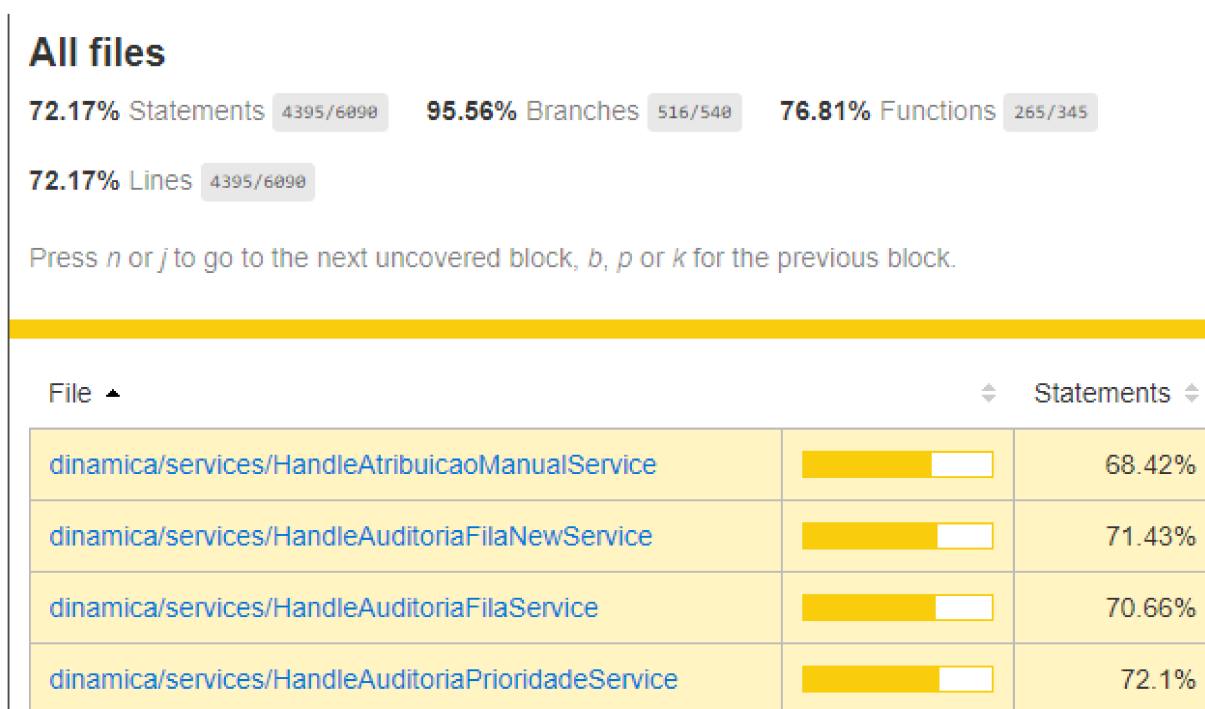 All files
72.17% Statements 4395/6090 95.56% Branches 516/540 76.81% Functions 265/345
72.17% Lines 4395/6090
Press n or j to go to the next uncovered block, b, p or k for the previous block.
File Statements
dinamica/services/HandleAtribuicaoManualService 68.42%
dinamica/services/HandleAuditoriaFilaNewService 71.43%
dinamica/services/HandleAuditoriaFilaService 70.66%
dinamica/services/HandleAuditoriaPrioridadeService 72.1%